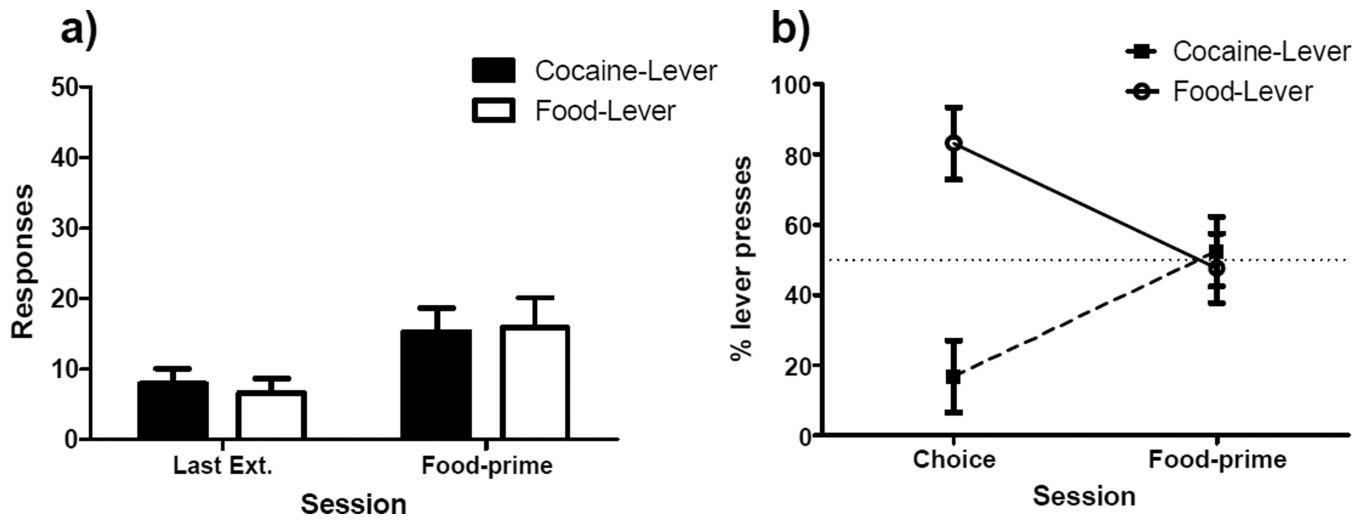 a)
Cocaine-Lever
Food-Lever
50
40
30
20
10
0
Responses
Last Ext.
Food-prime
Session
b)
Cocaine-Lever
Food-Lever
100
80
60
40
20
0
% lever presses
Choice
Food-prime
Session